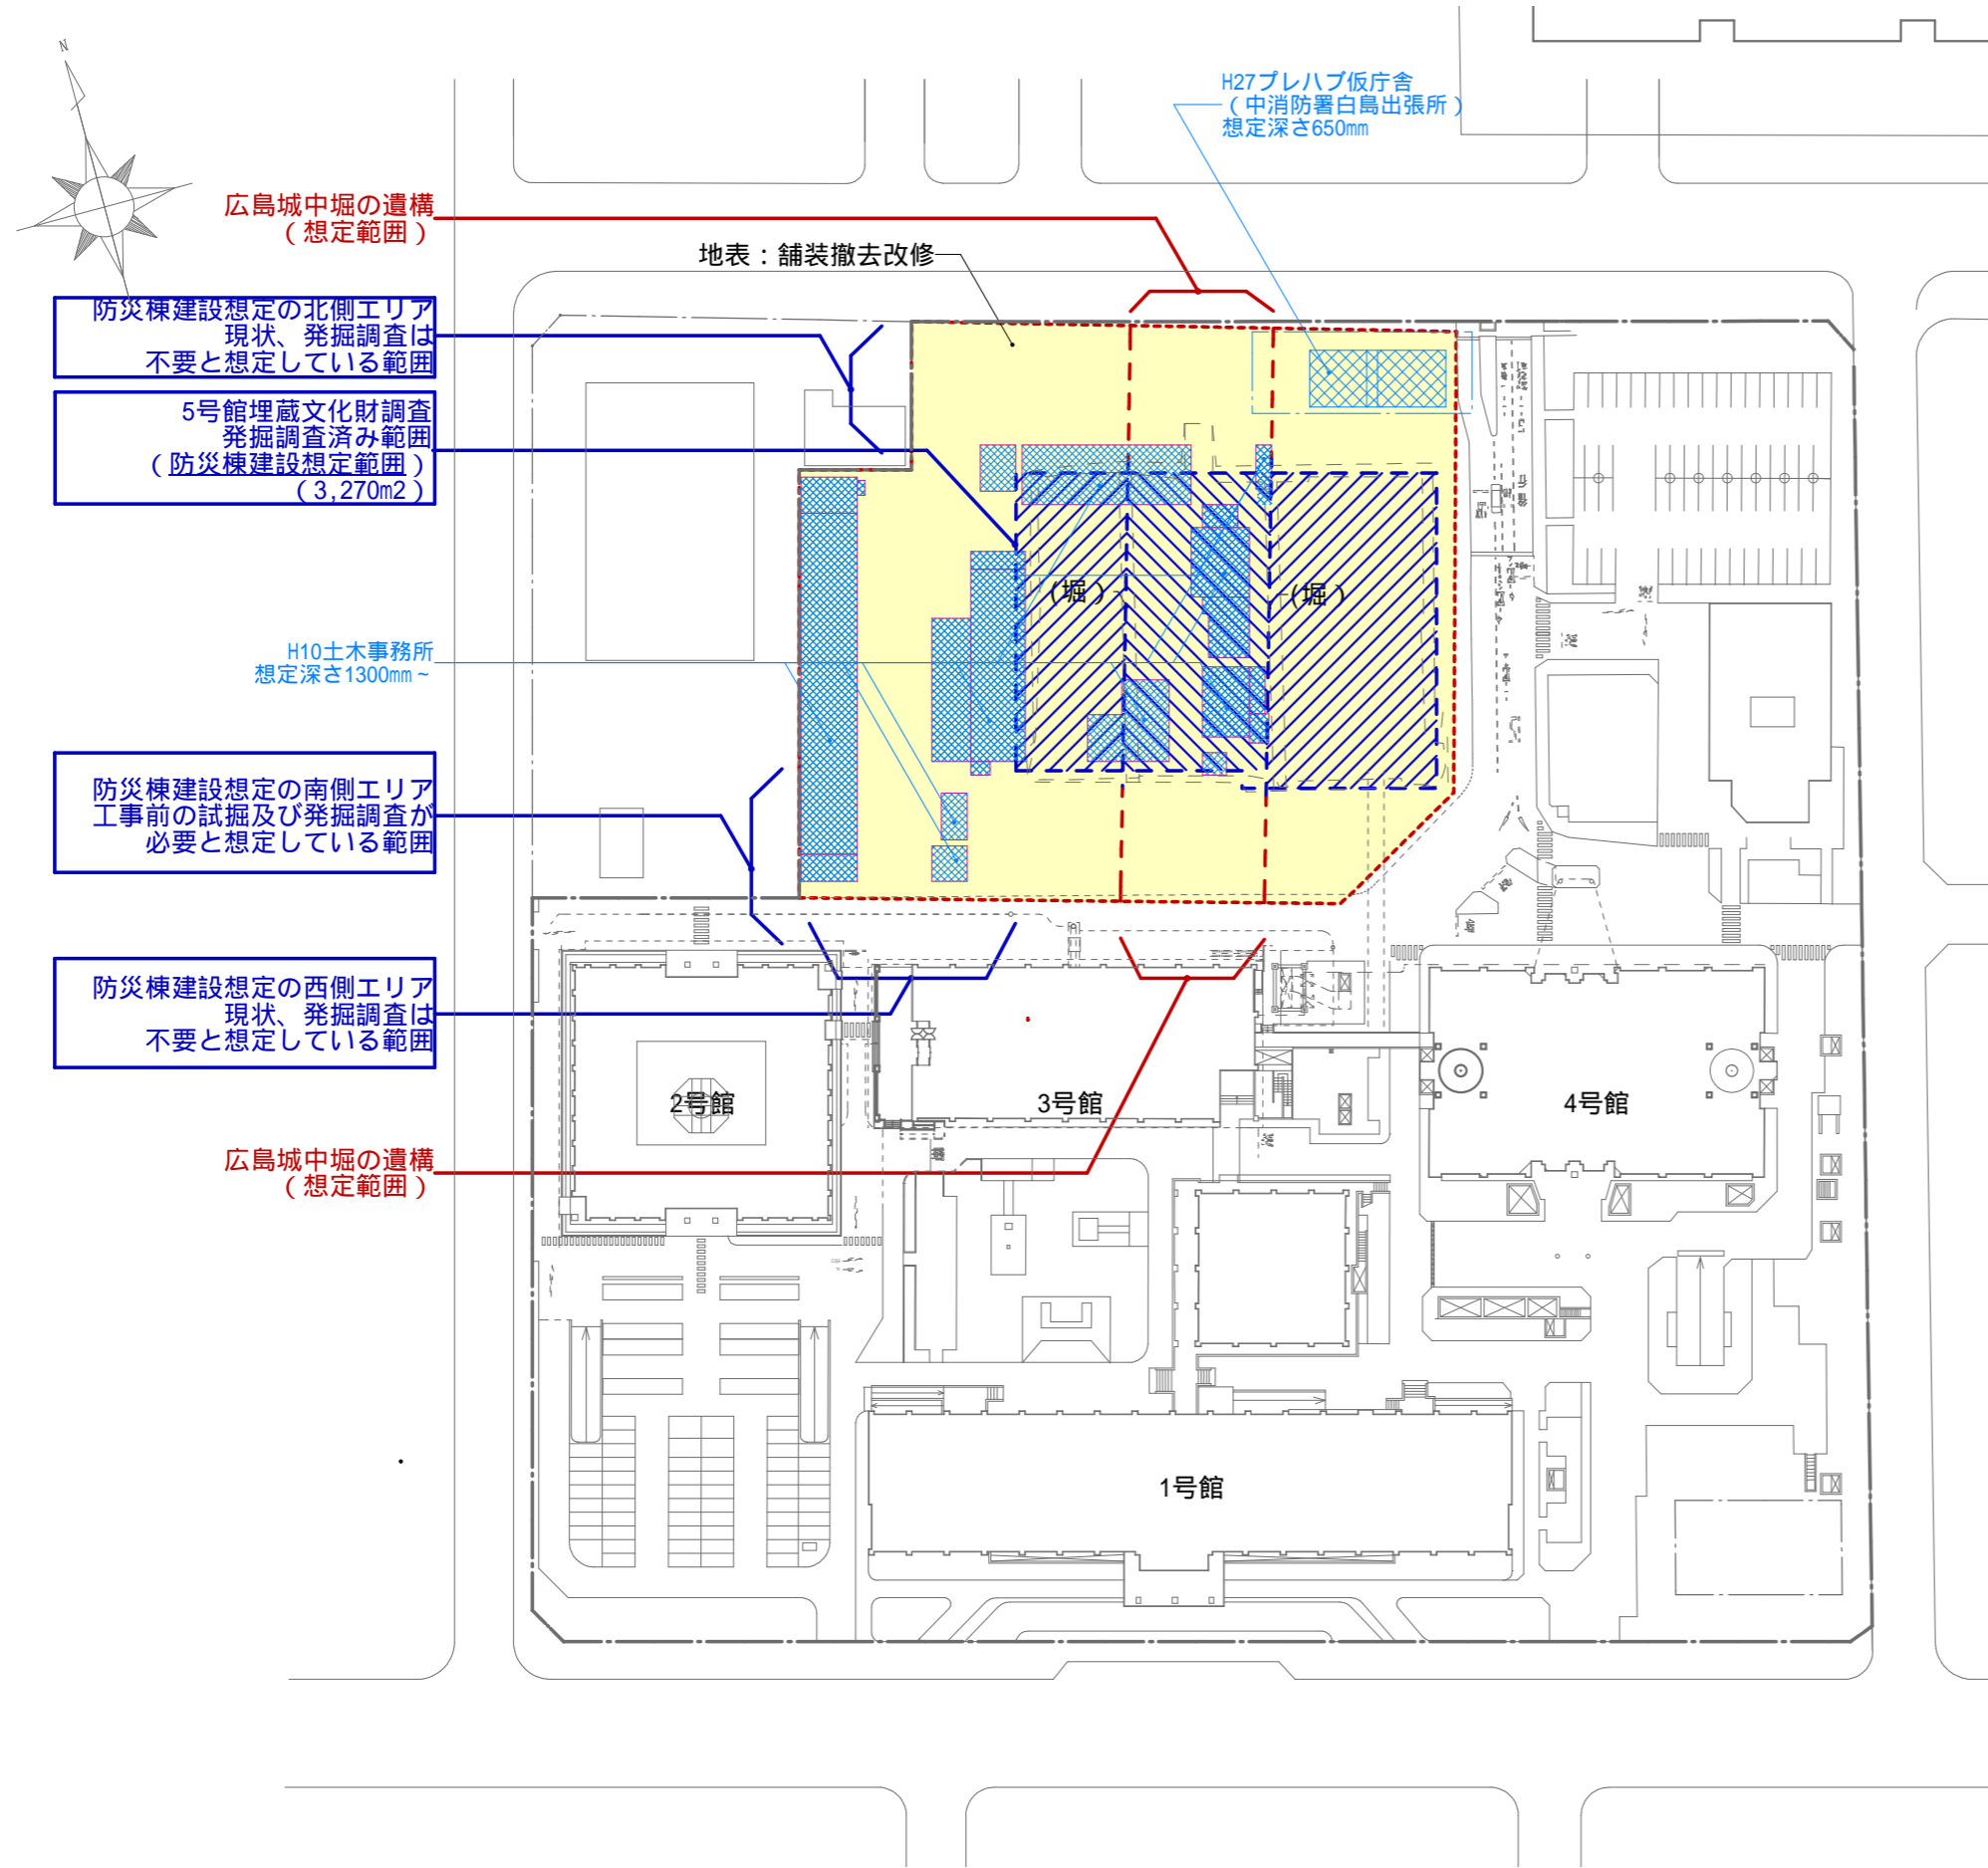 N
H27プレハブ仮庁舎
（中消防署白島出張所）
想定深さ650mm
広島城中堀の遺構
（想定範囲）
地表：舗装撤去改修
防災棟建設想定の北側エリア
現状、発掘調査は
不要と想定している範囲
5号館埋蔵文化財調査
発掘調査済み範囲
（防災棟建設想定範囲）
（3,270m2）
（堀）
（堀）
H10土木事務所
想定深さ1300mm～
防災棟建設想定の南側エリア
工事前の試掘及び発掘調査が
必要と想定している範囲
防災棟建設想定の西側エリア
現状、発掘調査は
不要と想定している範囲
2号館
3号館
4号館
広島城中堀の遺構
（想定範囲）
1号館